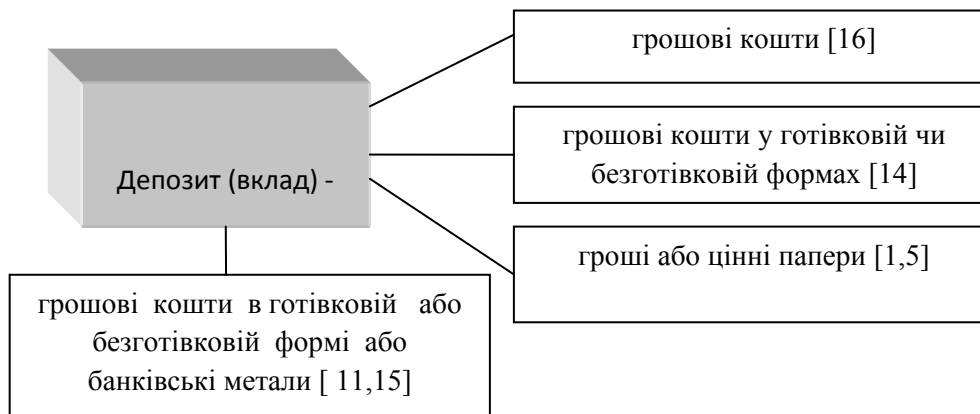 грошові кошти [16]
грошові кошти у готівковій чи
безготівковій формах [14]
Депозит (вклад) -
гроші або цінні папери [1,5]
грошові кошти в готівковій або
безготівковій формі або
банківські метали [ 11,15]